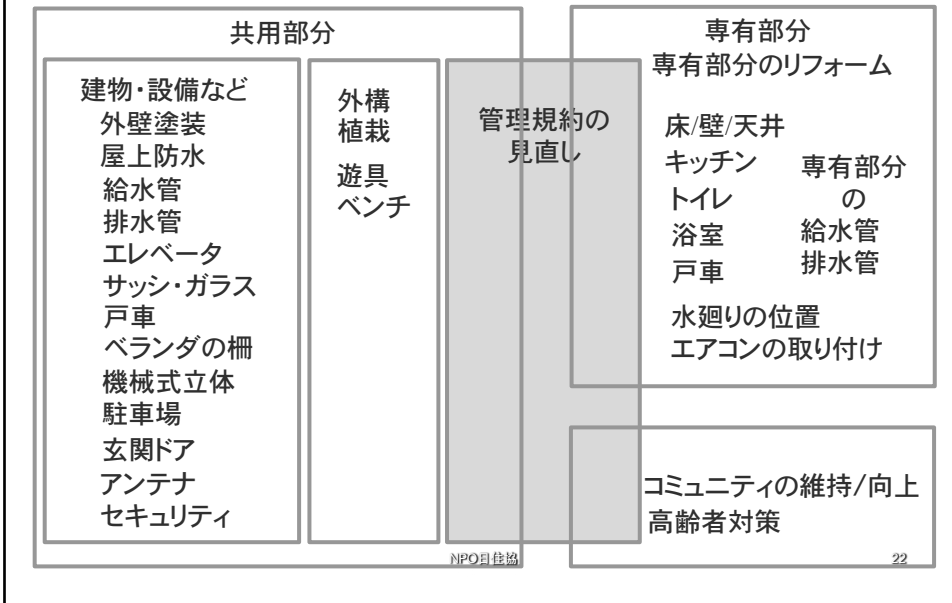 共用部分
建物・設備など
外壁塗装
屋上防水
給水管
排水管
エレベータ
サッシ・ガラス
戸車
ベランダの柵
機械式立体
駐車場
玄関ドア
アンテナ
セキュリティ
外構
植栽
遊具
ベンチ
管理規約の
見直し
専有部分
専有部分のリフォーム
床/壁/天井
キッチン
トイレ
浴室
戸車
専有部分
の
給水管
排水管
水廻りの位置
エアコンの取り付け
コミュニティの維持/向上
高齢者対策
NPO日住協
22